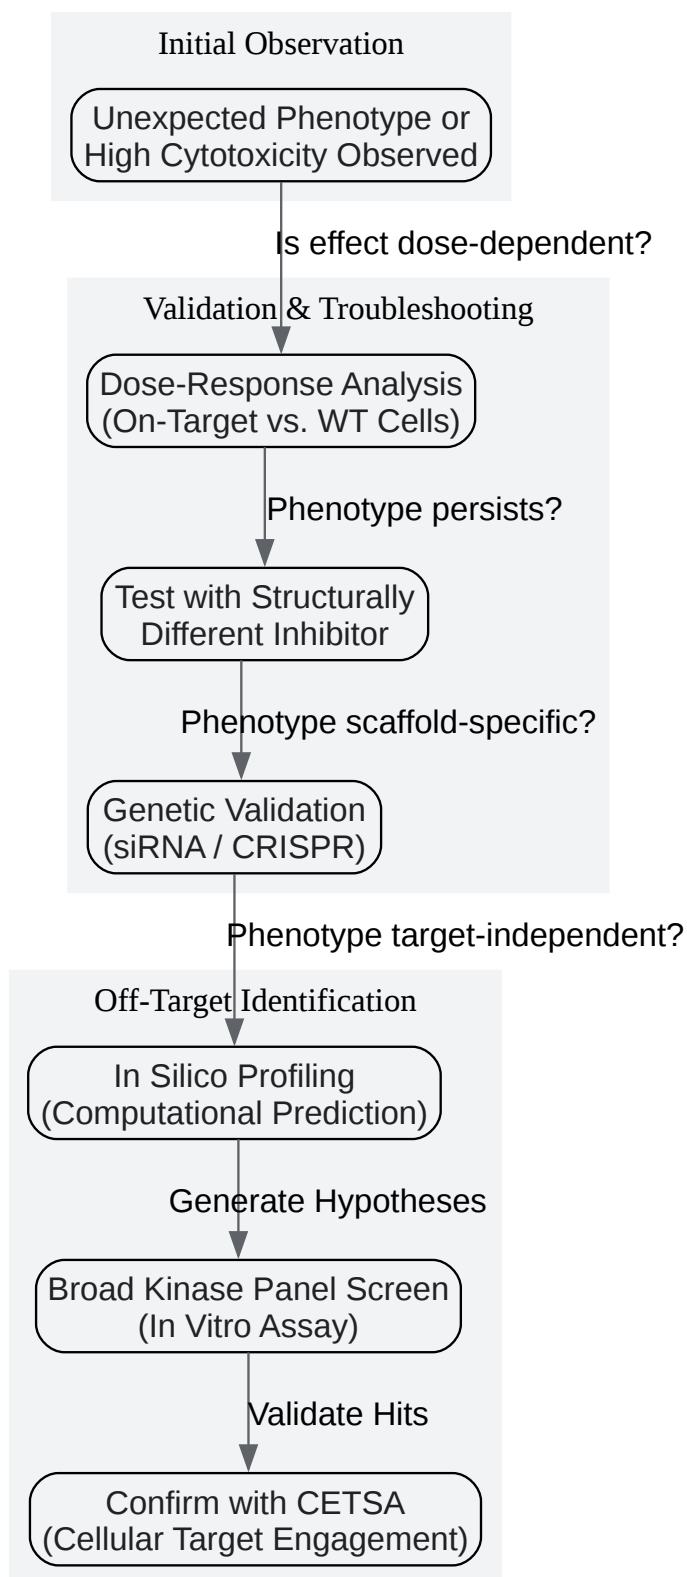 Initial Observation
Unexpected Phenotype or
High Cytotoxicity Observed
Is effect dose-dependent?
Validation & Troubleshooting
Dose-Response Analysis
(On-Target vs. WT Cells)
Phenotype persists?
Test with Structurally
Different Inhibitor
Phenotype scaffold-specific?
Genetic Validation
(siRNA / CRISPR)
Phenotype target-independent?
Off-Target Identification
In Silico Profiling
(Computational Prediction)
Generate Hypotheses
Broad Kinase Panel Screen
(In Vitro Assay)
Validate Hits
Confirm with CETSA
(Cellular Target Engagement)